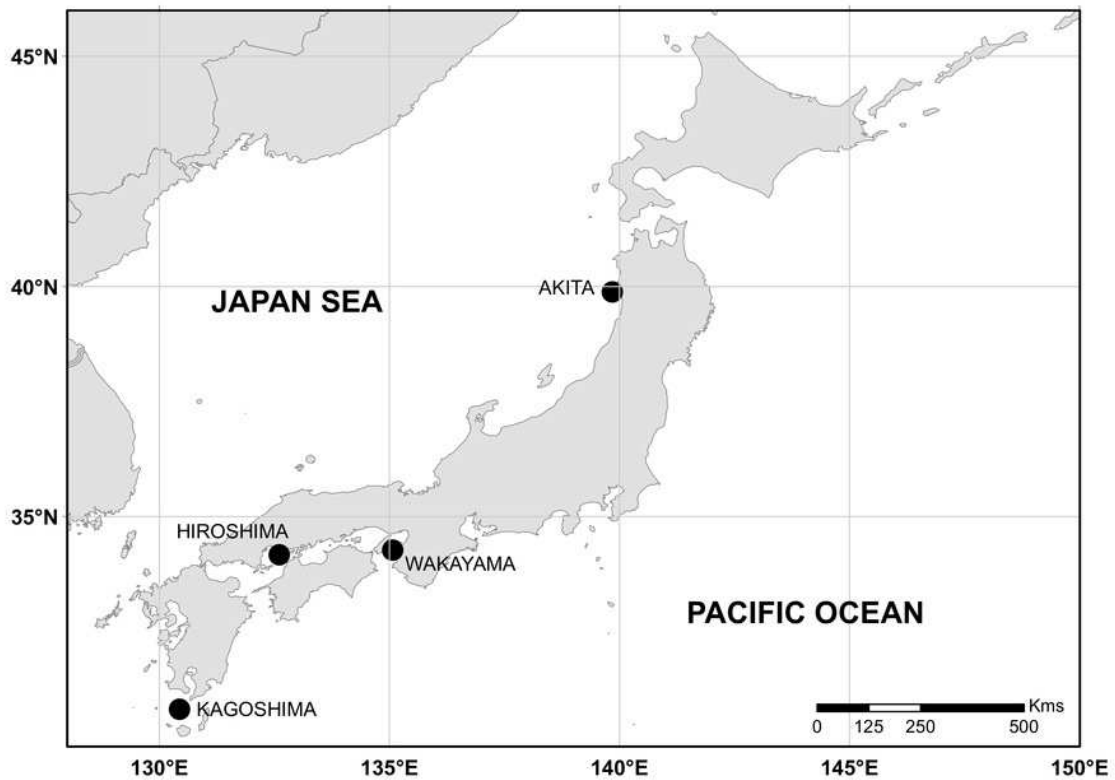 45°N
40°N
35°N
AKITA
JAPAN SEA
HIROSHIMA
WAKAYAMA
PACIFIC OCEAN
KAGOSHIMA
Kms
0 125 250 500
130°E 135°E 140°E 145°E 150°E